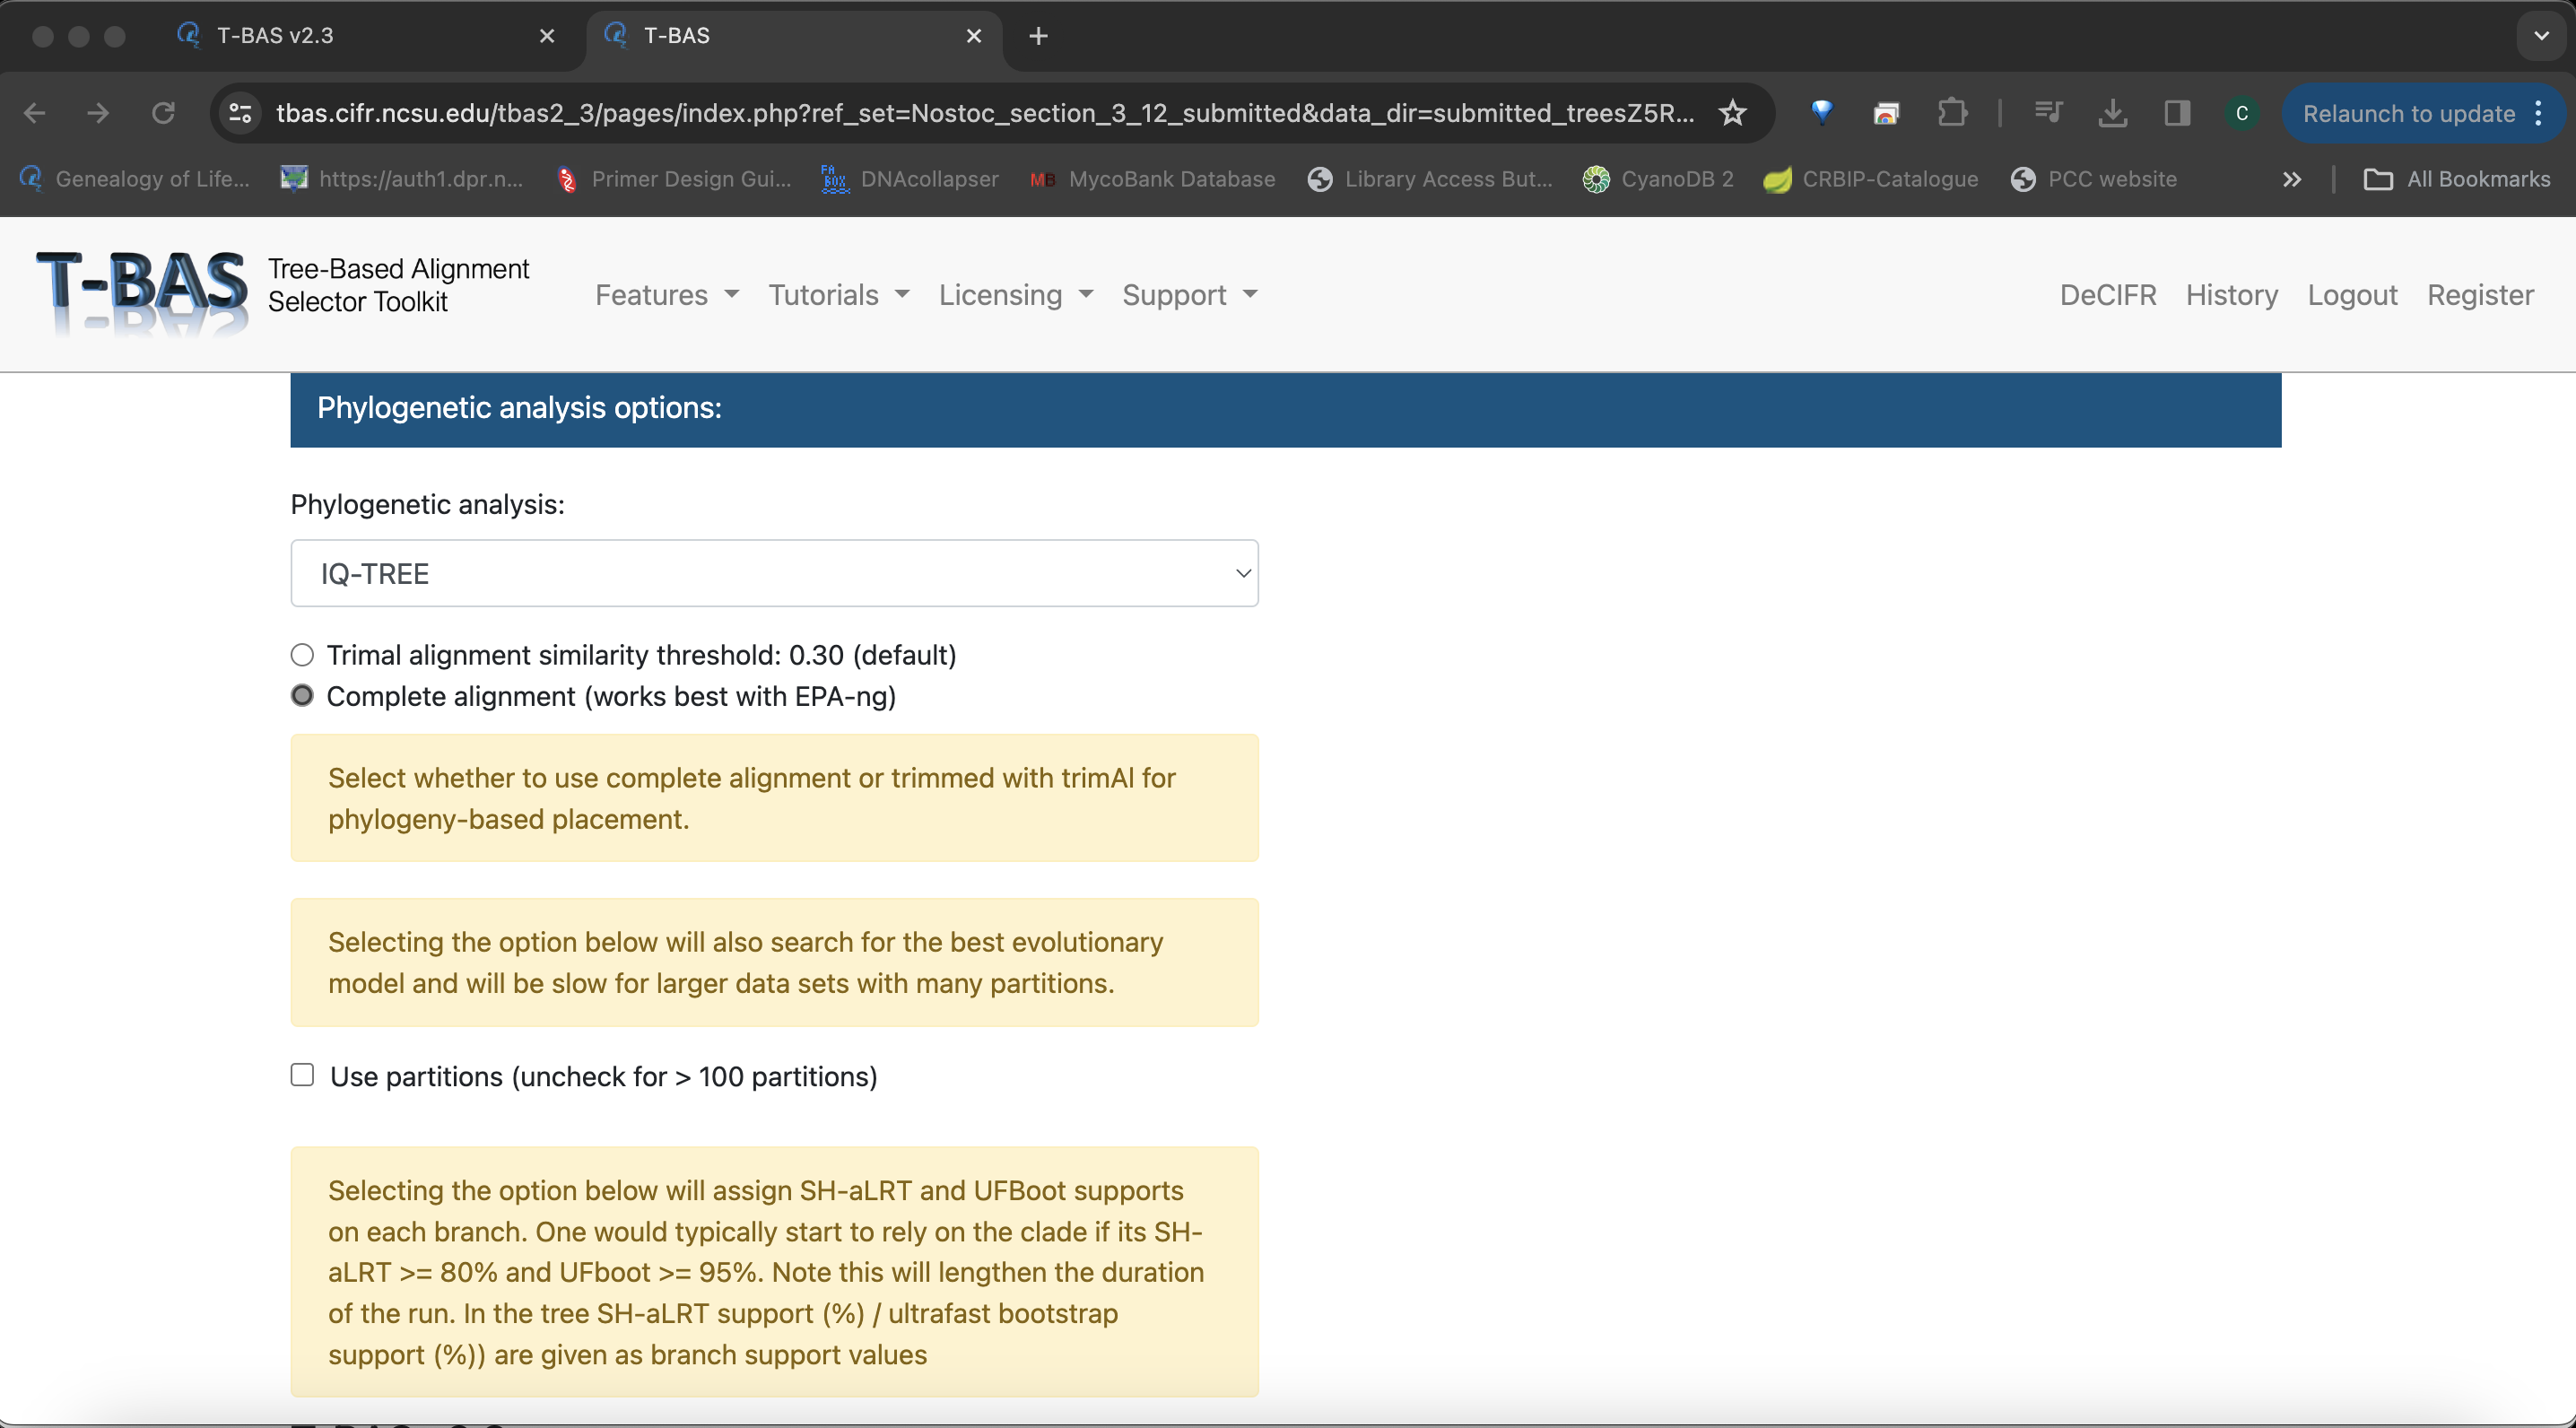 T-BAS v2.3
T-BAS
tbas.cifr.ncsu.edu/tbas2_3/pages/index.php?ref_set=Nostoc_section_3_12_submitted&data_dir=submitted_treesZ5R...
C
Relaunch to update
Genealogy of Life...
https://auth1.dpr.n...
Primer Design Gui...
FA BOX
DNAcollapser
MB
MycoBank Database
Library Access But...
CyanoDB 2
CRBIP-Catalogue
PCC website
All Bookmarks
T-BAS
Tree-Based Alignment
Selector Toolkit
Features
Tutorials
Licensing
Support
DeCIFR
History
Logout
Register
Phylogenetic analysis options:
Phylogenetic analysis:
IQ-TREE
Trimal alignment similarity threshold: 0.30 (default)
Complete alignment (works best with EPA-ng)
Select whether to use complete alignment or trimmed with trimAl for
phylogeny-based placement.
Selecting the option below will also search for the best evolutionary
model and will be slow for larger data sets with many partitions.
Use partitions (uncheck for > 100 partitions)
Selecting the option below will assign SH-aLRT and UFBoot supports
on each branch. One would typically start to rely on the clade if its SH-
aLRT >= 80% and UFboot >= 95%. Note this will lengthen the duration
of the run. In the tree SH-aLRT support (%) / ultrafast bootstrap
support (%)) are given as branch support values